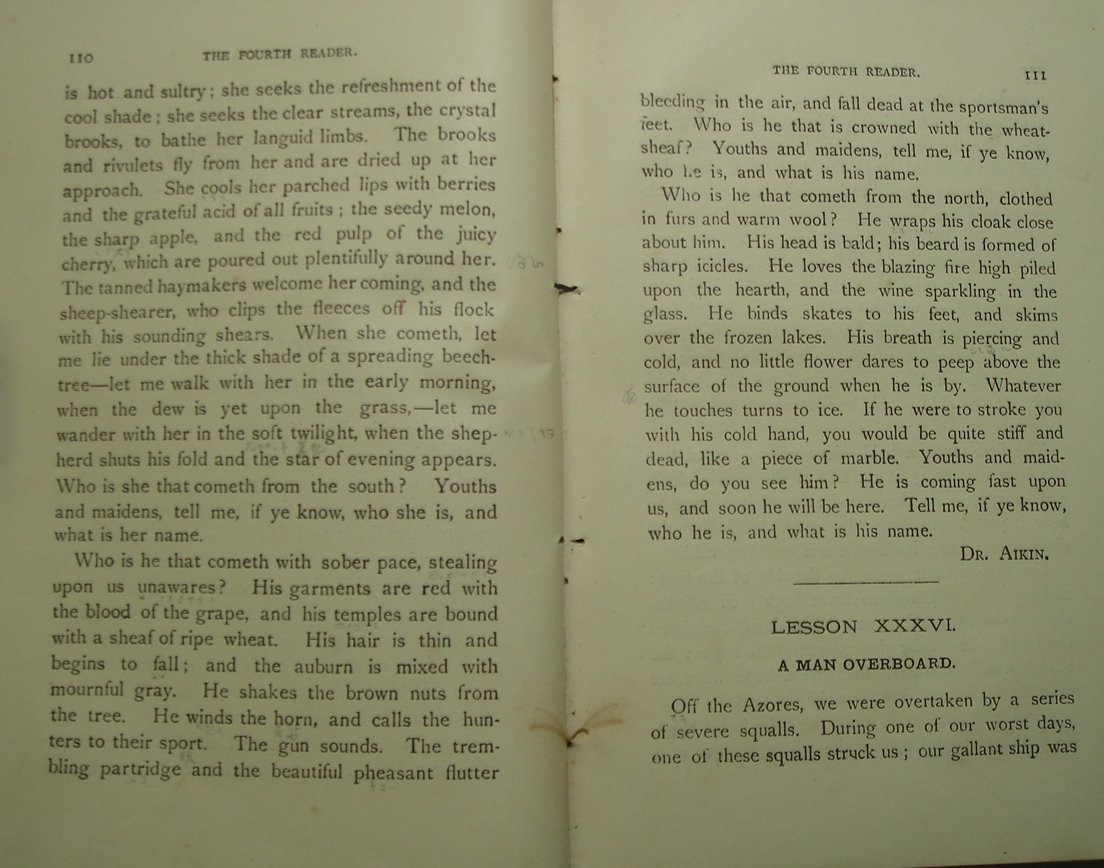 110
THE FOURTH READER.
is hot and sultry; she seeks the refreshment of the
cool shade; she seeks the clear streams, the crystal
brooks, to bathe her languid limbs. The brooks
and rivulets fly from her and are dried up at her
approach. She cools her parched lips with berries
and the grateful acid of all fruits; the seedy melon,
the sharp apple, and the red pulp of the juicy
cherry, which are poured out plentifully around her.
The tanned haymakers welcome her coming, and the
sheep-shearer, who clips the fleeces off his flock
with his sounding shears. When she cometh, let
me lie under the thick shade of a spreading beech-
tree—let me walk with her in the early morning,
when the dew is yet upon the grass,—let me
wander with her in the soft twilight, when the shep-
herd shuts his fold and the star of evening appears.
Who is she that cometh from the south? Youths
and maidens, tell me, if ye know, who she is, and
what is her name.
Who is he that cometh with sober pace, stealing
upon us unawares? His garments are red with
the blood of the grape, and his temples are bound
with a sheaf of ripe wheat. His hair is thin and
begins to fall; and the auburn is mixed with
mournful gray. He shakes the brown nuts from
the tree. He winds the horn, and calls the hun-
ters to their sport. The gun sounds. The trem-
bling partridge and the beautiful pheasant flutter
THE FOURTH READER.
111
bleeding in the air, and fall dead at the sportsman's
feet. Who is he that is crowned with the wheat-
sheaf? Youths and maidens, tell me, if ye know,
who he is, and what is his name.
Who is he that cometh from the north, clothed
in furs and warm wool? He wraps his cloak close
about him. His head is bald; his beard is formed of
sharp icicles. He loves the blazing fire high piled
upon the hearth, and the wine sparkling in the
glass. He binds skates to his feet, and skims
over the frozen lakes. His breath is piercing and
cold, and no little flower dares to peep above the
surface of the ground when he is by. Whatever
he touches turns to ice. If he were to stroke you
with his cold hand, you would be quite stiff and
dead, like a piece of marble. Youths and maid-
ens, do you see him? He is coming fast upon
us, and soon he will be here. Tell me, if ye know,
who he is, and what is his name.
DR. AIKIN.
LESSON XXXVI.
A MAN OVERBOARD.
Off the Azores, we were overtaken by a series
of severe squalls. During one of our worst days,
one of these squalls struck us; our gallant ship was